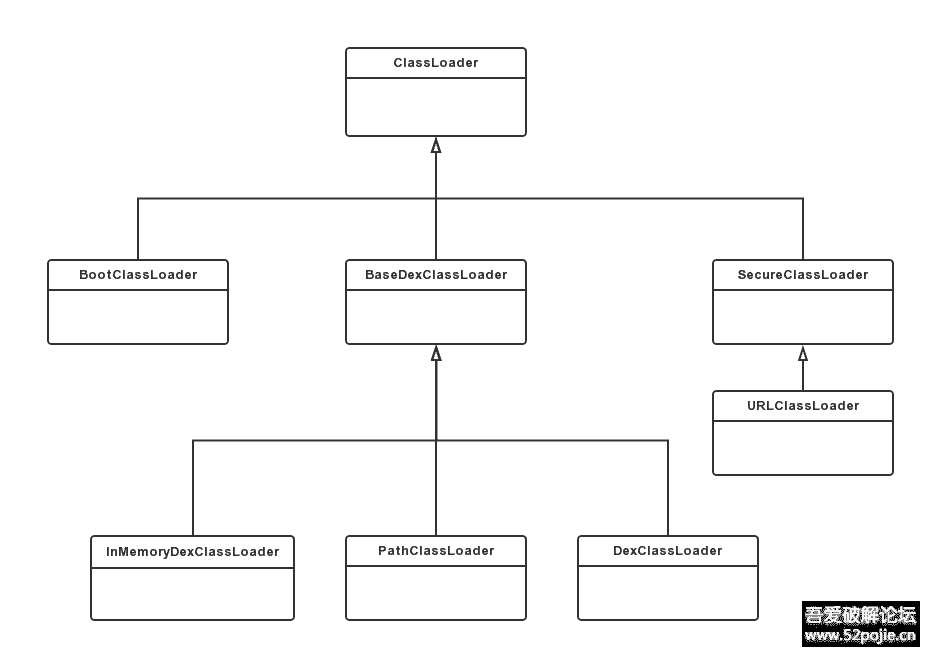 ClassLoader
BootClassLoader
BaseDexClassLoader
SecureClassLoader
URLClassLoader
InMemoryDexClassLoader
PathClassLoader
DexClassLoader
吾爱破解论坛
www.52pojie.cn